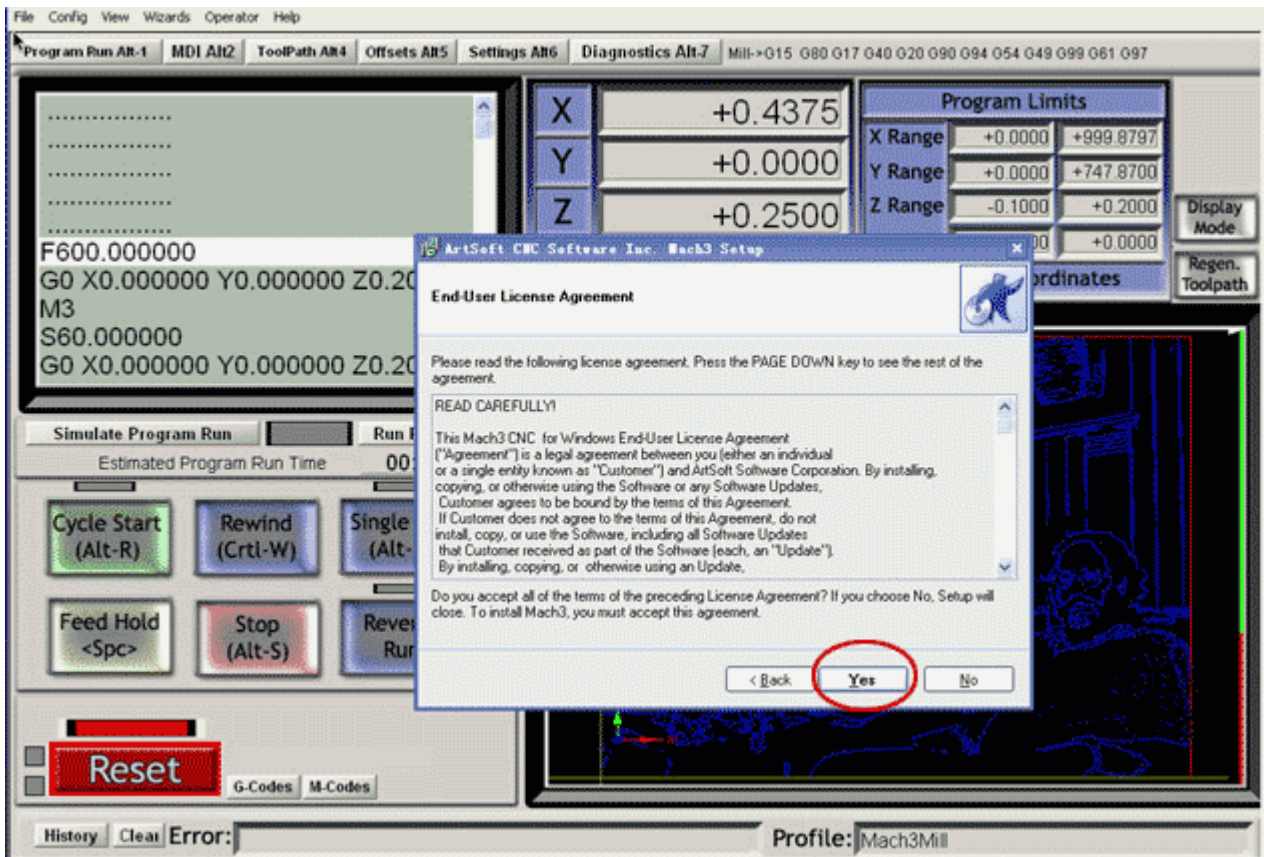 File Config View Wizards Operator Help
Program Run Alt-1 MDI Alt2 ToolPath Alt4 Offsets Alt5 Settings Alt6 Diagnostics Alt-7 Mill->G15 G80 G17 G40 G20 G90 G94 G54 G49 G99 G61 G97
.................
.................
.................
.................
.................
F600.000000
G0 X0.000000 Y0.000000 Z0.20
M3
S60.000000
G0 X0.000000 Y0.000000 Z0.20
X +0.4375
Y +0.0000
Z +0.2500
Program Limits
X Range +0.0000 +999.8797
Y Range +0.0000 +747.8700
Z Range -0.1000 +0.2000
+0.0000
Display
Mode
Regen.
Toolpath
ArtSoft CNC Software Inc. Mach3 Setup
End-User License Agreement
Please read the following license agreement. Press the PAGE DOWN key to see the rest of the
agreement.
READ CAREFULLY!
This Mach3 CNC for Windows End-User License Agreement
("Agreement") is a legal agreement between you (either an individual
or a single entity known as "Customer") and ArtSoft Software Corporation. By installing,
copying, or otherwise using the Software or any Software Updates,
Customer agrees to be bound by the terms of this Agreement.
If Customer does not agree to the terms of this Agreement, do not
install, copy, or use the Software, including all Software Updates
that Customer received as part of the Software (each, an "Update").
By installing, copying, or otherwise using an Update,
Do you accept all of the terms of the preceding License Agreement? If you choose No, Setup will
close. To install Mach3, you must accept this agreement.
< Back Yes No
Simulate Program Run Run
Estimated Program Run Time 00:
Cycle Start
(Alt-R)
Rewind
(Crtl-W)
Single
(Alt-
Feed Hold
<Spc>
Stop
(Alt-S)
Reset
G-Codes M-Codes
History Clear Error:
Profile: Mach3Mill